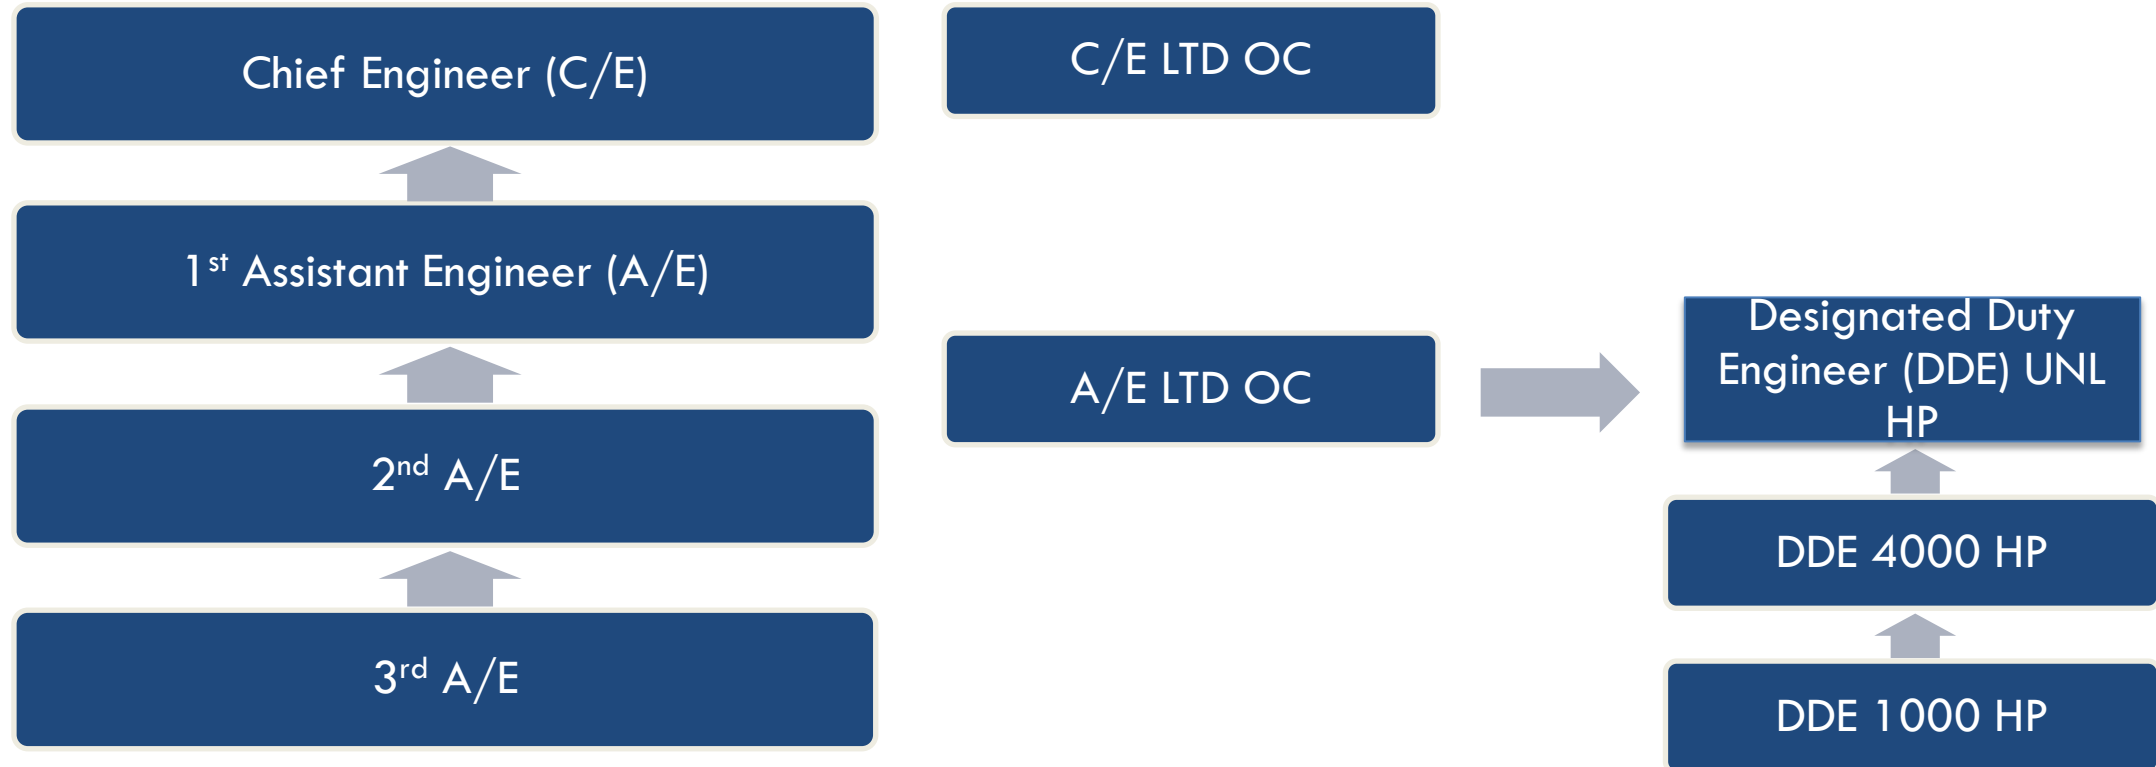 Chief Engineer (C/E)
1st Assistant Engineer (A/E)
2nd A/E
3rd A/E
C/E LTD OC
A/E LTD OC
Designated Duty
Engineer (DDE) UNL
HP
DDE 4000 HP
DDE 1000 HP